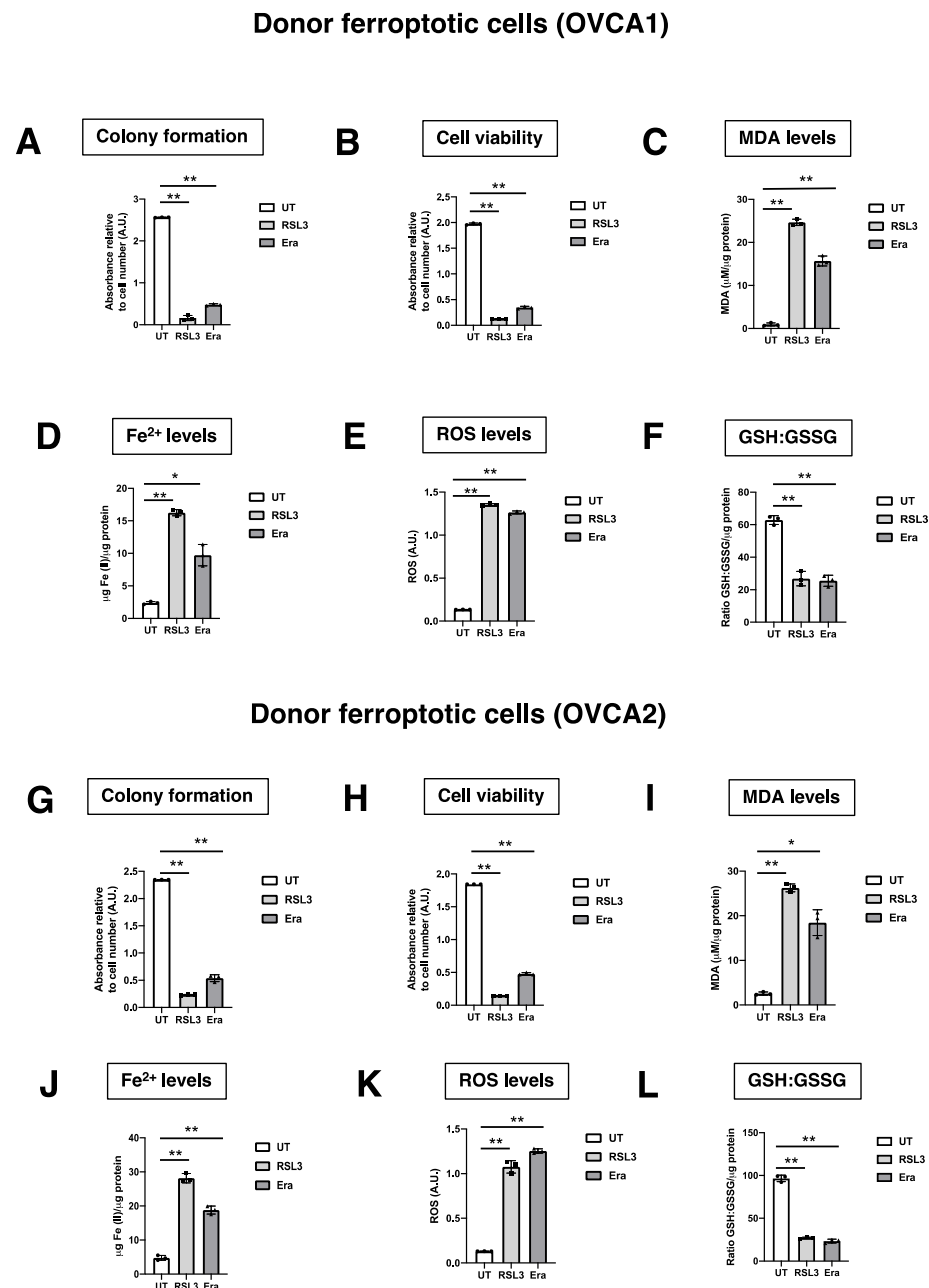 Donor ferroptotic cells (OVCA1)
A
Colony formation
**
**
Absorbance relative
to cell number (A.U.)
3
2
1
0
UT RSL3 Era
UT
RSL3
Era
B
Cell viability
**
**
Absorbance relative
to cell number (A.U.)
2.5
2.0
1.5
1.0
0.5
0.0
UT RSL3 Era
UT
RSL3
Era
C
MDA levels
**
**
MDA (μM/μg protein)
30
20
10
0
UT RSL3 Era
UT
RSL3
Era
D
Fe2+ levels
*
**
μg Fe (II)/μg protein
20
15
10
5
0
UT RSL3 Era
UT
RSL3
Era
E
ROS levels
**
**
ROS (A.U.)
1.5
1.0
0.5
0.0
UT RSL3 Era
UT
RSL3
Era
F
GSH:GSSG
**
**
Ratio GSH:GSSG/μg protein
80
60
40
20
0
UT RSL3 Era
UT
RSL3
Era
Donor ferroptotic cells (OVCA2)
G
Colony formation
**
**
Absorbance relative
to cell number (A.U.)
2.5
2.0
1.5
1.0
0.5
0.0
UT RSL3 Era
UT
RSL3
Era
H
Cell viability
**
**
Absorbance relative
to cell number (A.U.)
2.0
1.5
1.0
0.5
0.0
UT RSL3 Era
UT
RSL3
Era
I
MDA levels
*
**
MDA (μM/μg protein)
30
20
10
0
UT RSL3 Era
UT
RSL3
Era
J
Fe2+ levels
**
**
μg Fe (II)/μg protein
40
30
20
10
0
UT RSL3 Era
UT
RSL3
Era
K
ROS levels
**
**
ROS (A.U.)
1.5
1.0
0.5
0.0
UT RSL3 Era
UT
RSL3
Era
L
GSH:GSSG
**
**
Ratio GSH:GSSG/μg protein
150
100
50
0
UT RSL3 Era
UT
RSL3
Era